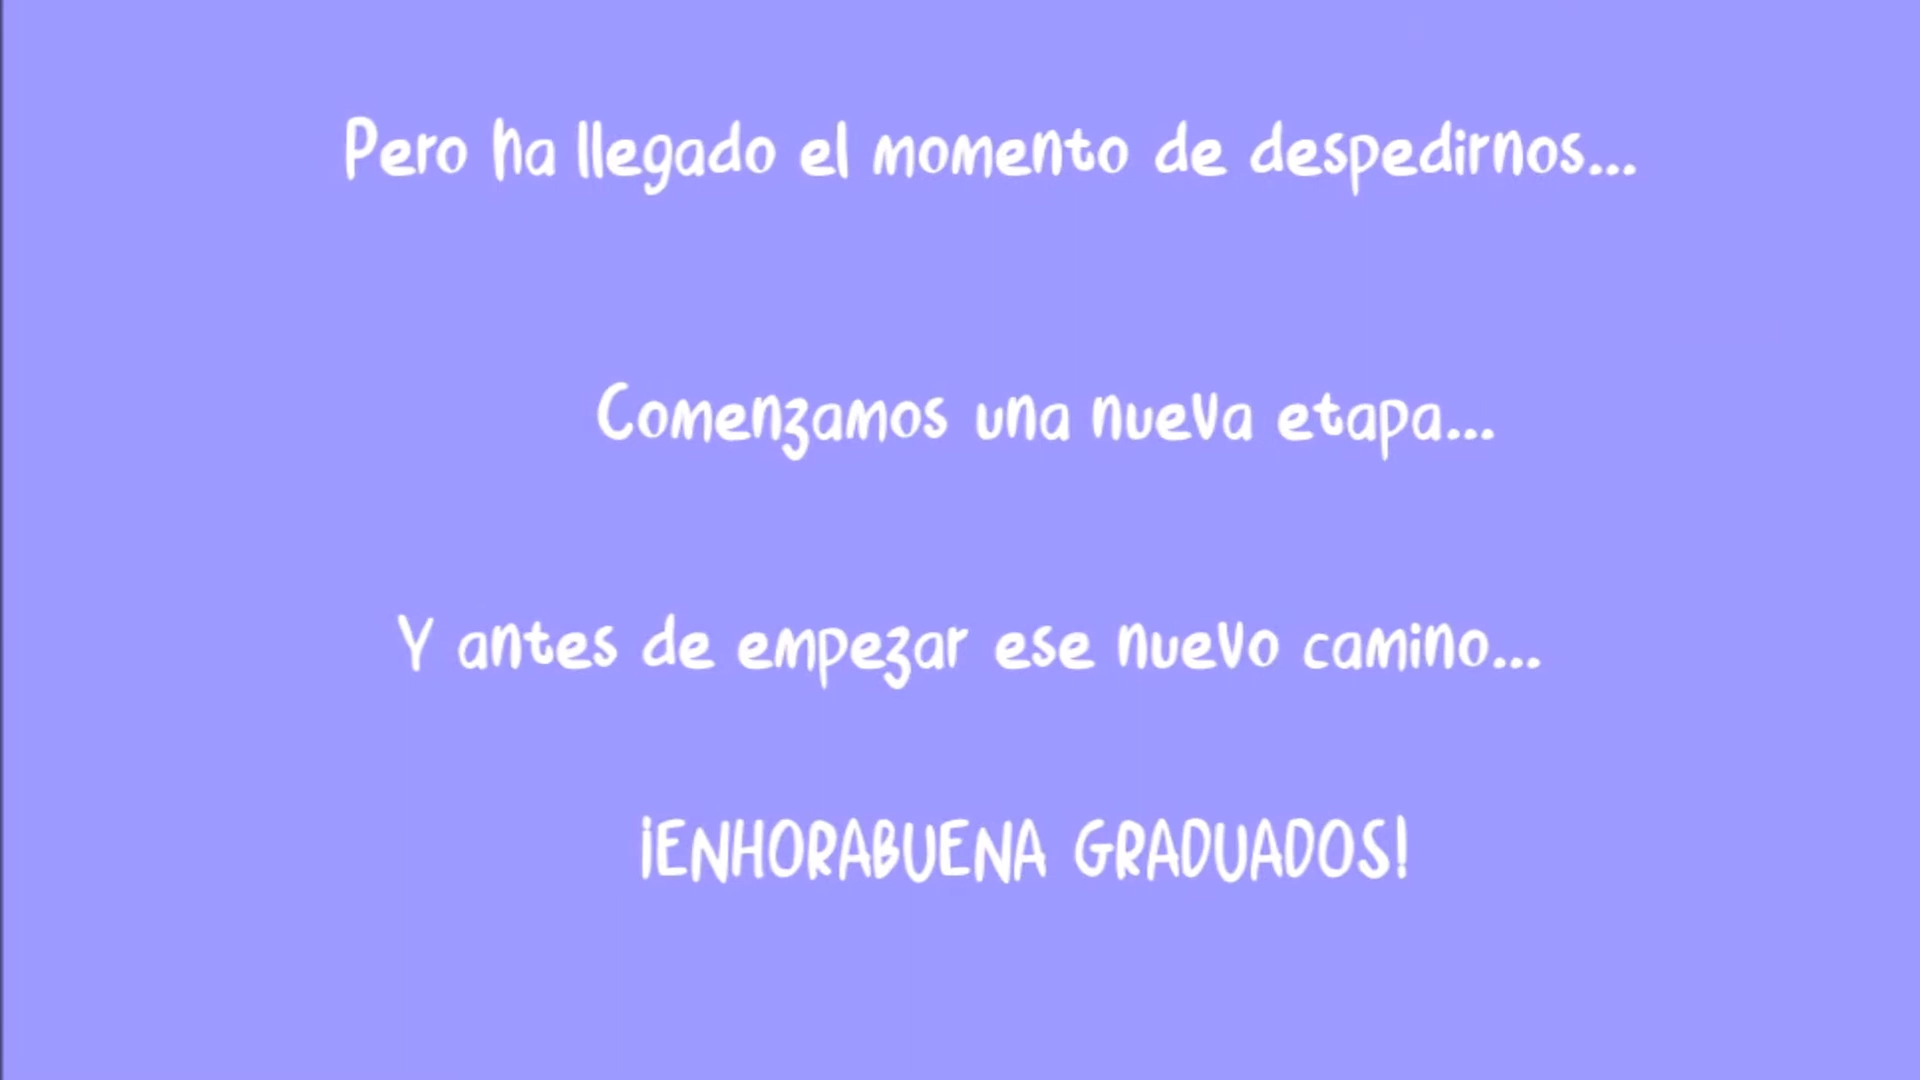 Pero ha llegado el momento de despedirnos...
Comenzamos una nueva etapa...
Y antes de empezar ese nuevo camino...
¡ENHORABUENA GRADUADOS!